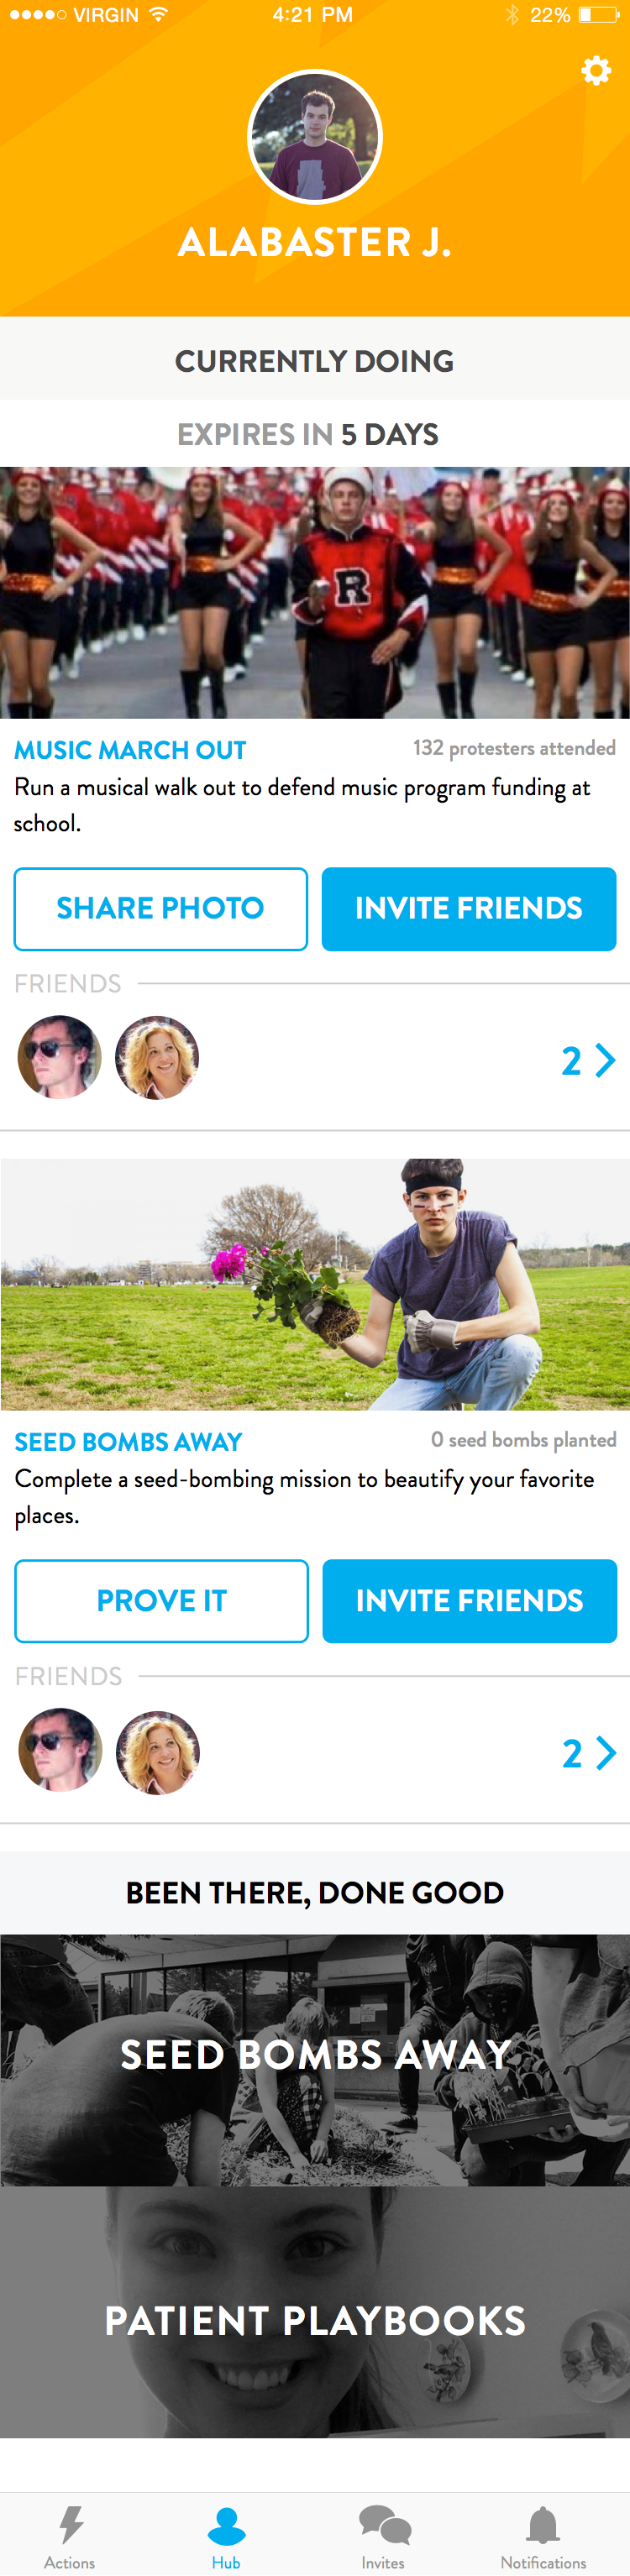 VIRGIN 4:21 PM 22%
ALABASTER J.
CURRENTLY DOING
EXPIRES IN 5 DAYS
R
MUSIC MARCH OUT 132 protesters attended
Run a musical walk out to defend music program funding at
school.
SHARE PHOTO INVITE FRIENDS
FRIENDS
2
SEED BOMBS AWAY 0 seed bombs planted
Complete a seed-bombing mission to beautify your favorite
places.
PROVE IT INVITE FRIENDS
FRIENDS
2
BEEN THERE, DONE GOOD
SEED BOMBS AWAY
PATIENT PLAYBOOKS
Actions Hub Invites Notifications